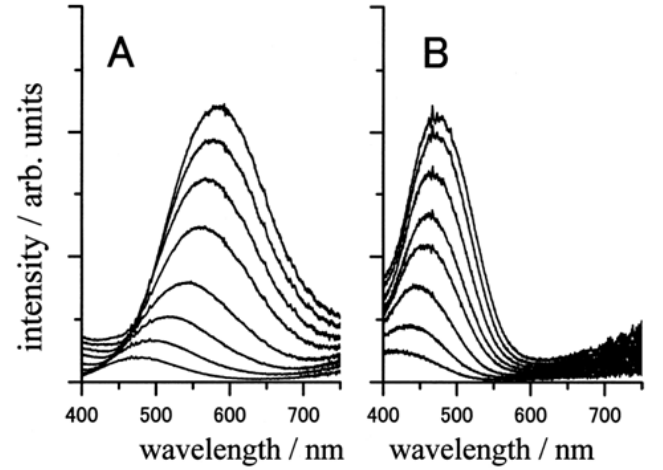 A
B
intensity / arb. units
400 500 600 700
400 500 600 700
wavelength / nm
wavelength / nm